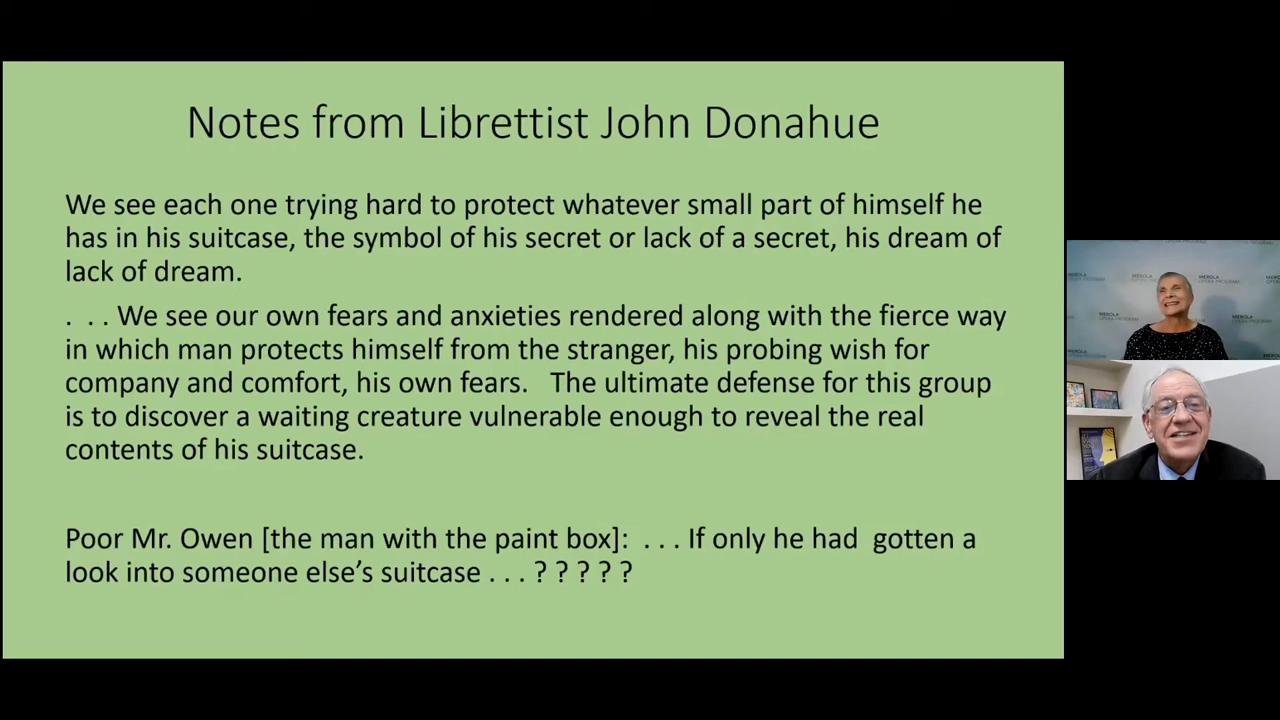 Notes from Librettist John Donahue
We see each one trying hard to protect whatever small part of himself he
has in his suitcase, the symbol of his secret or lack of a secret, his dream of
lack of dream.
. . . We see our own fears and anxieties rendered along with the fierce way
in which man protects himself from the stranger, his probing wish for
company and comfort, his own fears. The ultimate defense for this group
is to discover a waiting creature vulnerable enough to reveal the real
contents of his suitcase.
Poor Mr. Owen [the man with the paint box]: . . . If only he had gotten a
look into someone else’s suitcase . . . ? ? ? ? ?
MEROLA
OPERA PROGRAM
MEROLA